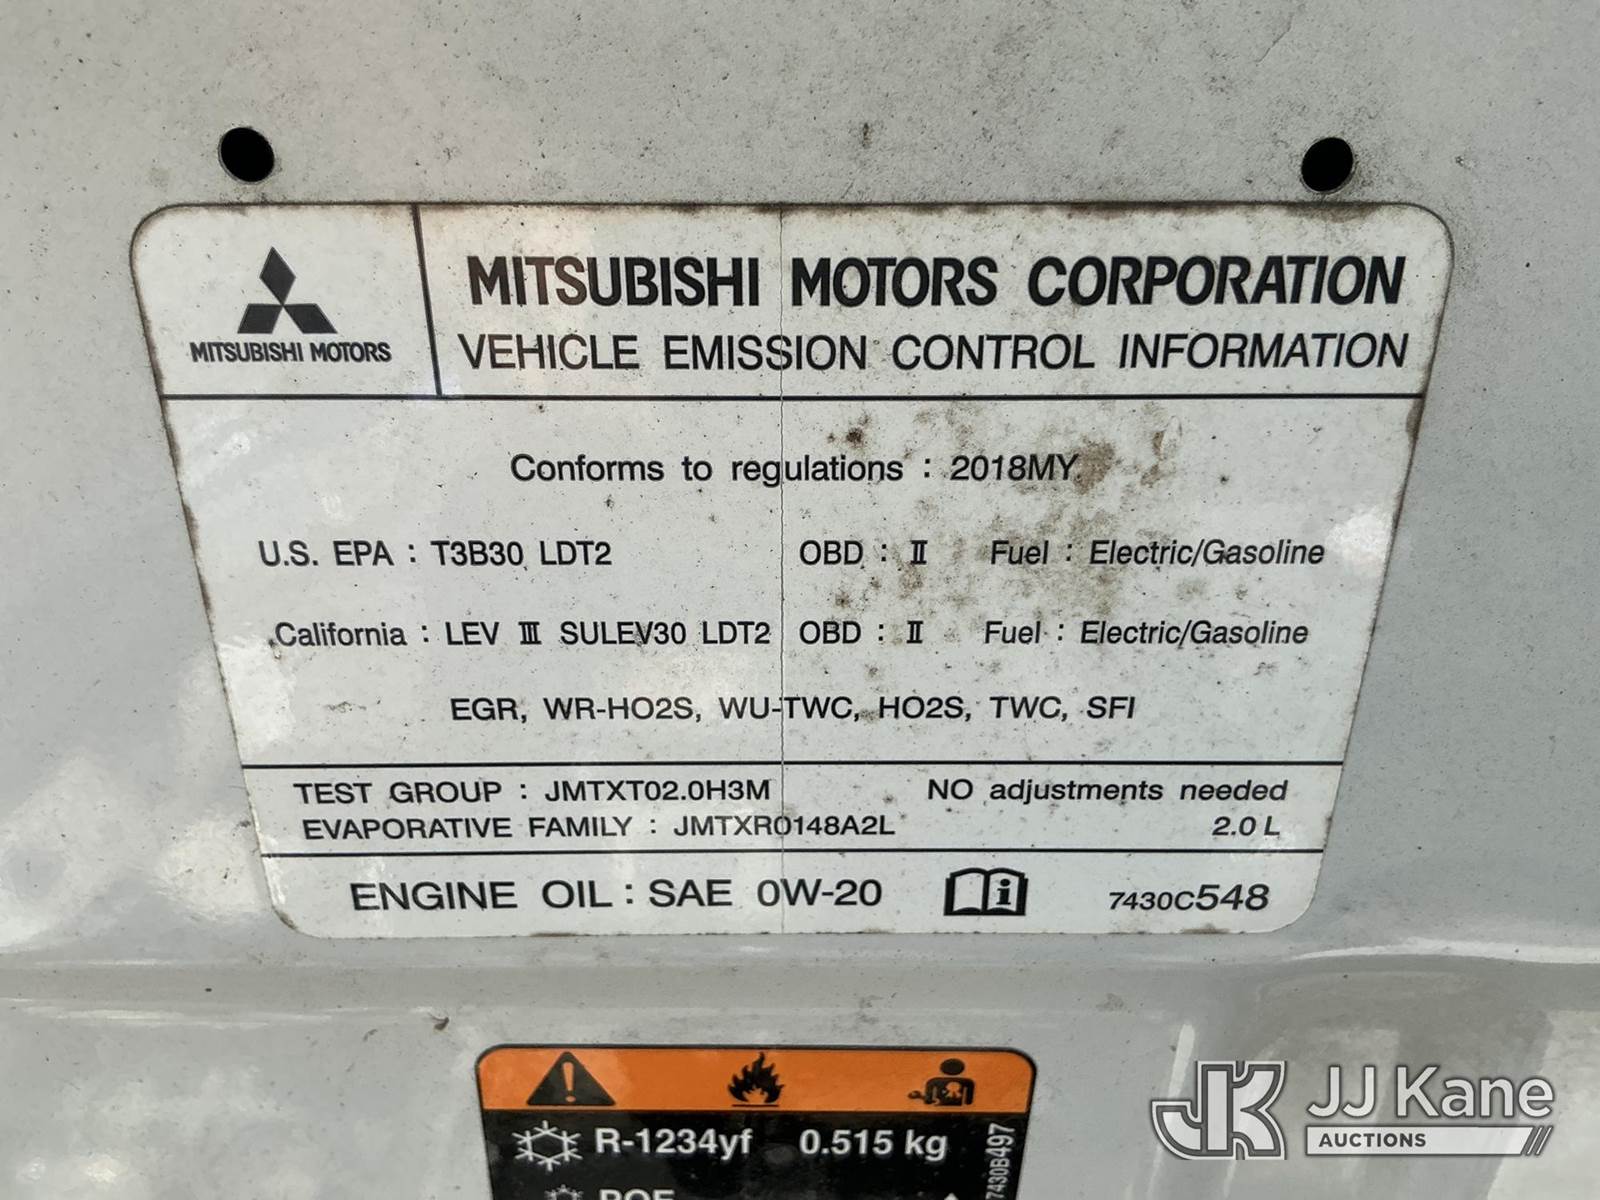 MITSUBISHI MOTORS
MITSUBISHI MOTORS CORPORATION
VEHICLE EMISSION CONTROL INFORMATION
Conforms to regulations : 2018MY
U.S. EPA : T3B30 LDT2 OBD : Ⅱ Fuel : Electric/Gasoline
California : LEV Ⅲ SULEV30 LDT2 OBD : Ⅱ Fuel : Electric/Gasoline
EGR, WR-HO2S, WU-TWC, HO2S, TWC, SFI
TEST GROUP : JMTXT02.0H3M NO adjustments needed
EVAPORATIVE FAMILY : JMTXR0148A2L 2.0 L
ENGINE OIL : SAE 0W-20 7430C548
R-1234yf 0.515 kg
7430B497
JK JJ Kane
AUCTIONS